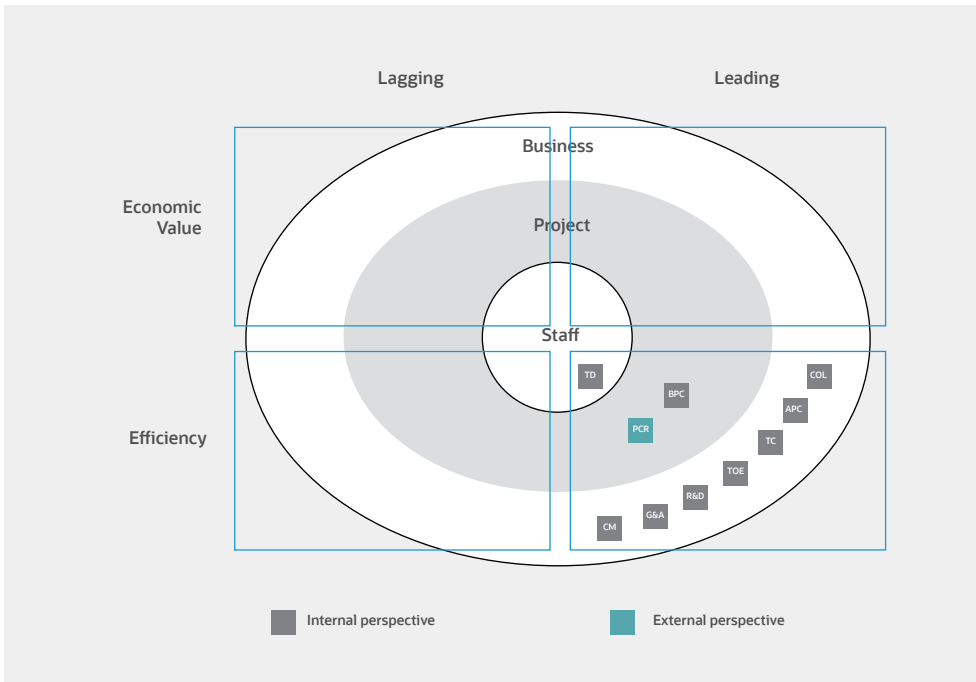 Lagging
Leading
Business
Economic
Value
Project
Staff
TD
COL
BPC
APC
Efficiency
PCR
TC
TOE
R&D
G&A
CM
Internal perspective
External perspective